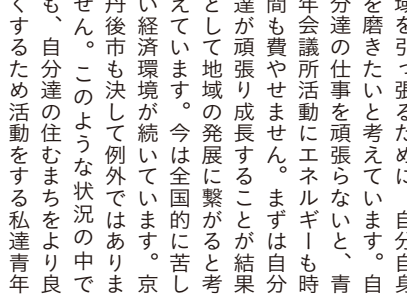 域を引っ張るために、自分自身
を磨きたいと考えています。自
分達の仕事を頑張らないと、青
年会議所活動にエネルギーも時
間も費やせません。まずは自分
達が頑張り成長することが結果
として地域の発展に繋がると考
えています。今は全国的に苦し
い経済環境が続いています。京
丹後市も決して例外ではありま
せん。このような状況の中で
も、自分達の住むまちをより良
くするため活動をする私達青年